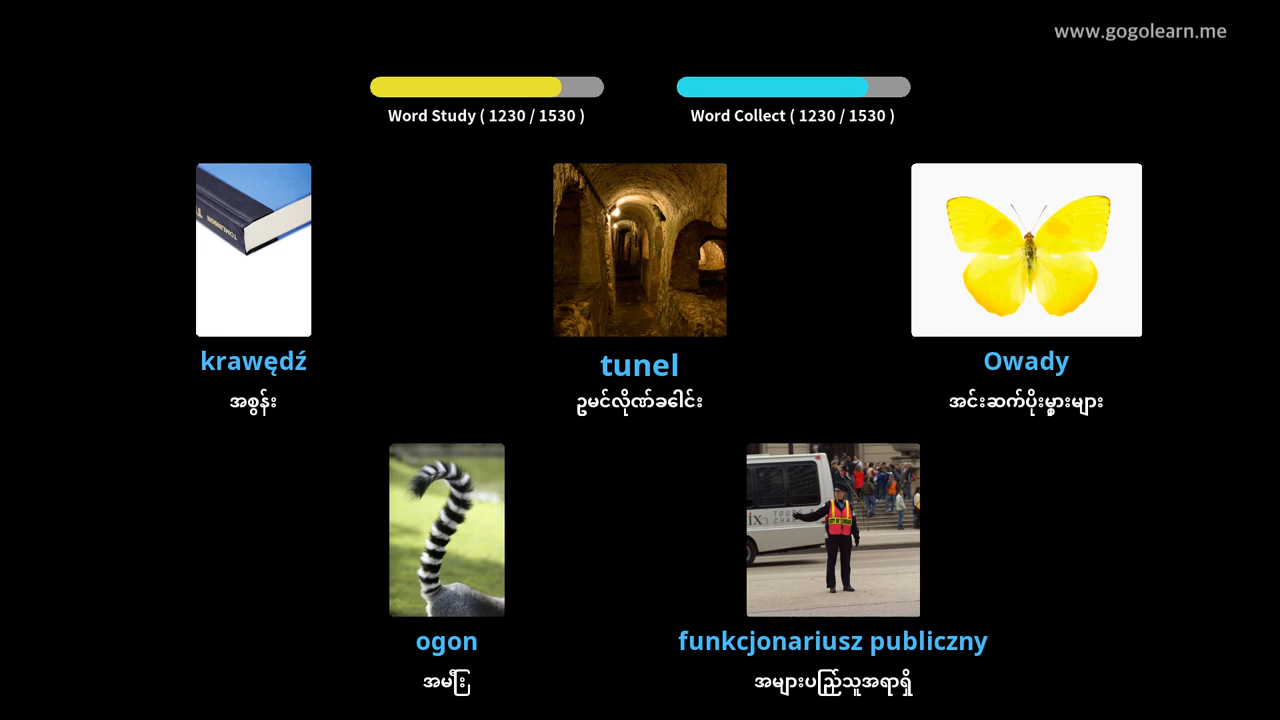 www.gogolearn.me
Word Study ( 1230 / 1530 )
Word Collect ( 1230 / 1530 )
TOMLINSON
krawędź
tunel
Owady
အစွန်း
ဥမင်လိုဏ်ခေါင်း
အင်းဆက်ပိုးမွှားများ
ogon
funkcjonariusz publiczny
အမြီး
အများပြည်သူအရာရှိ